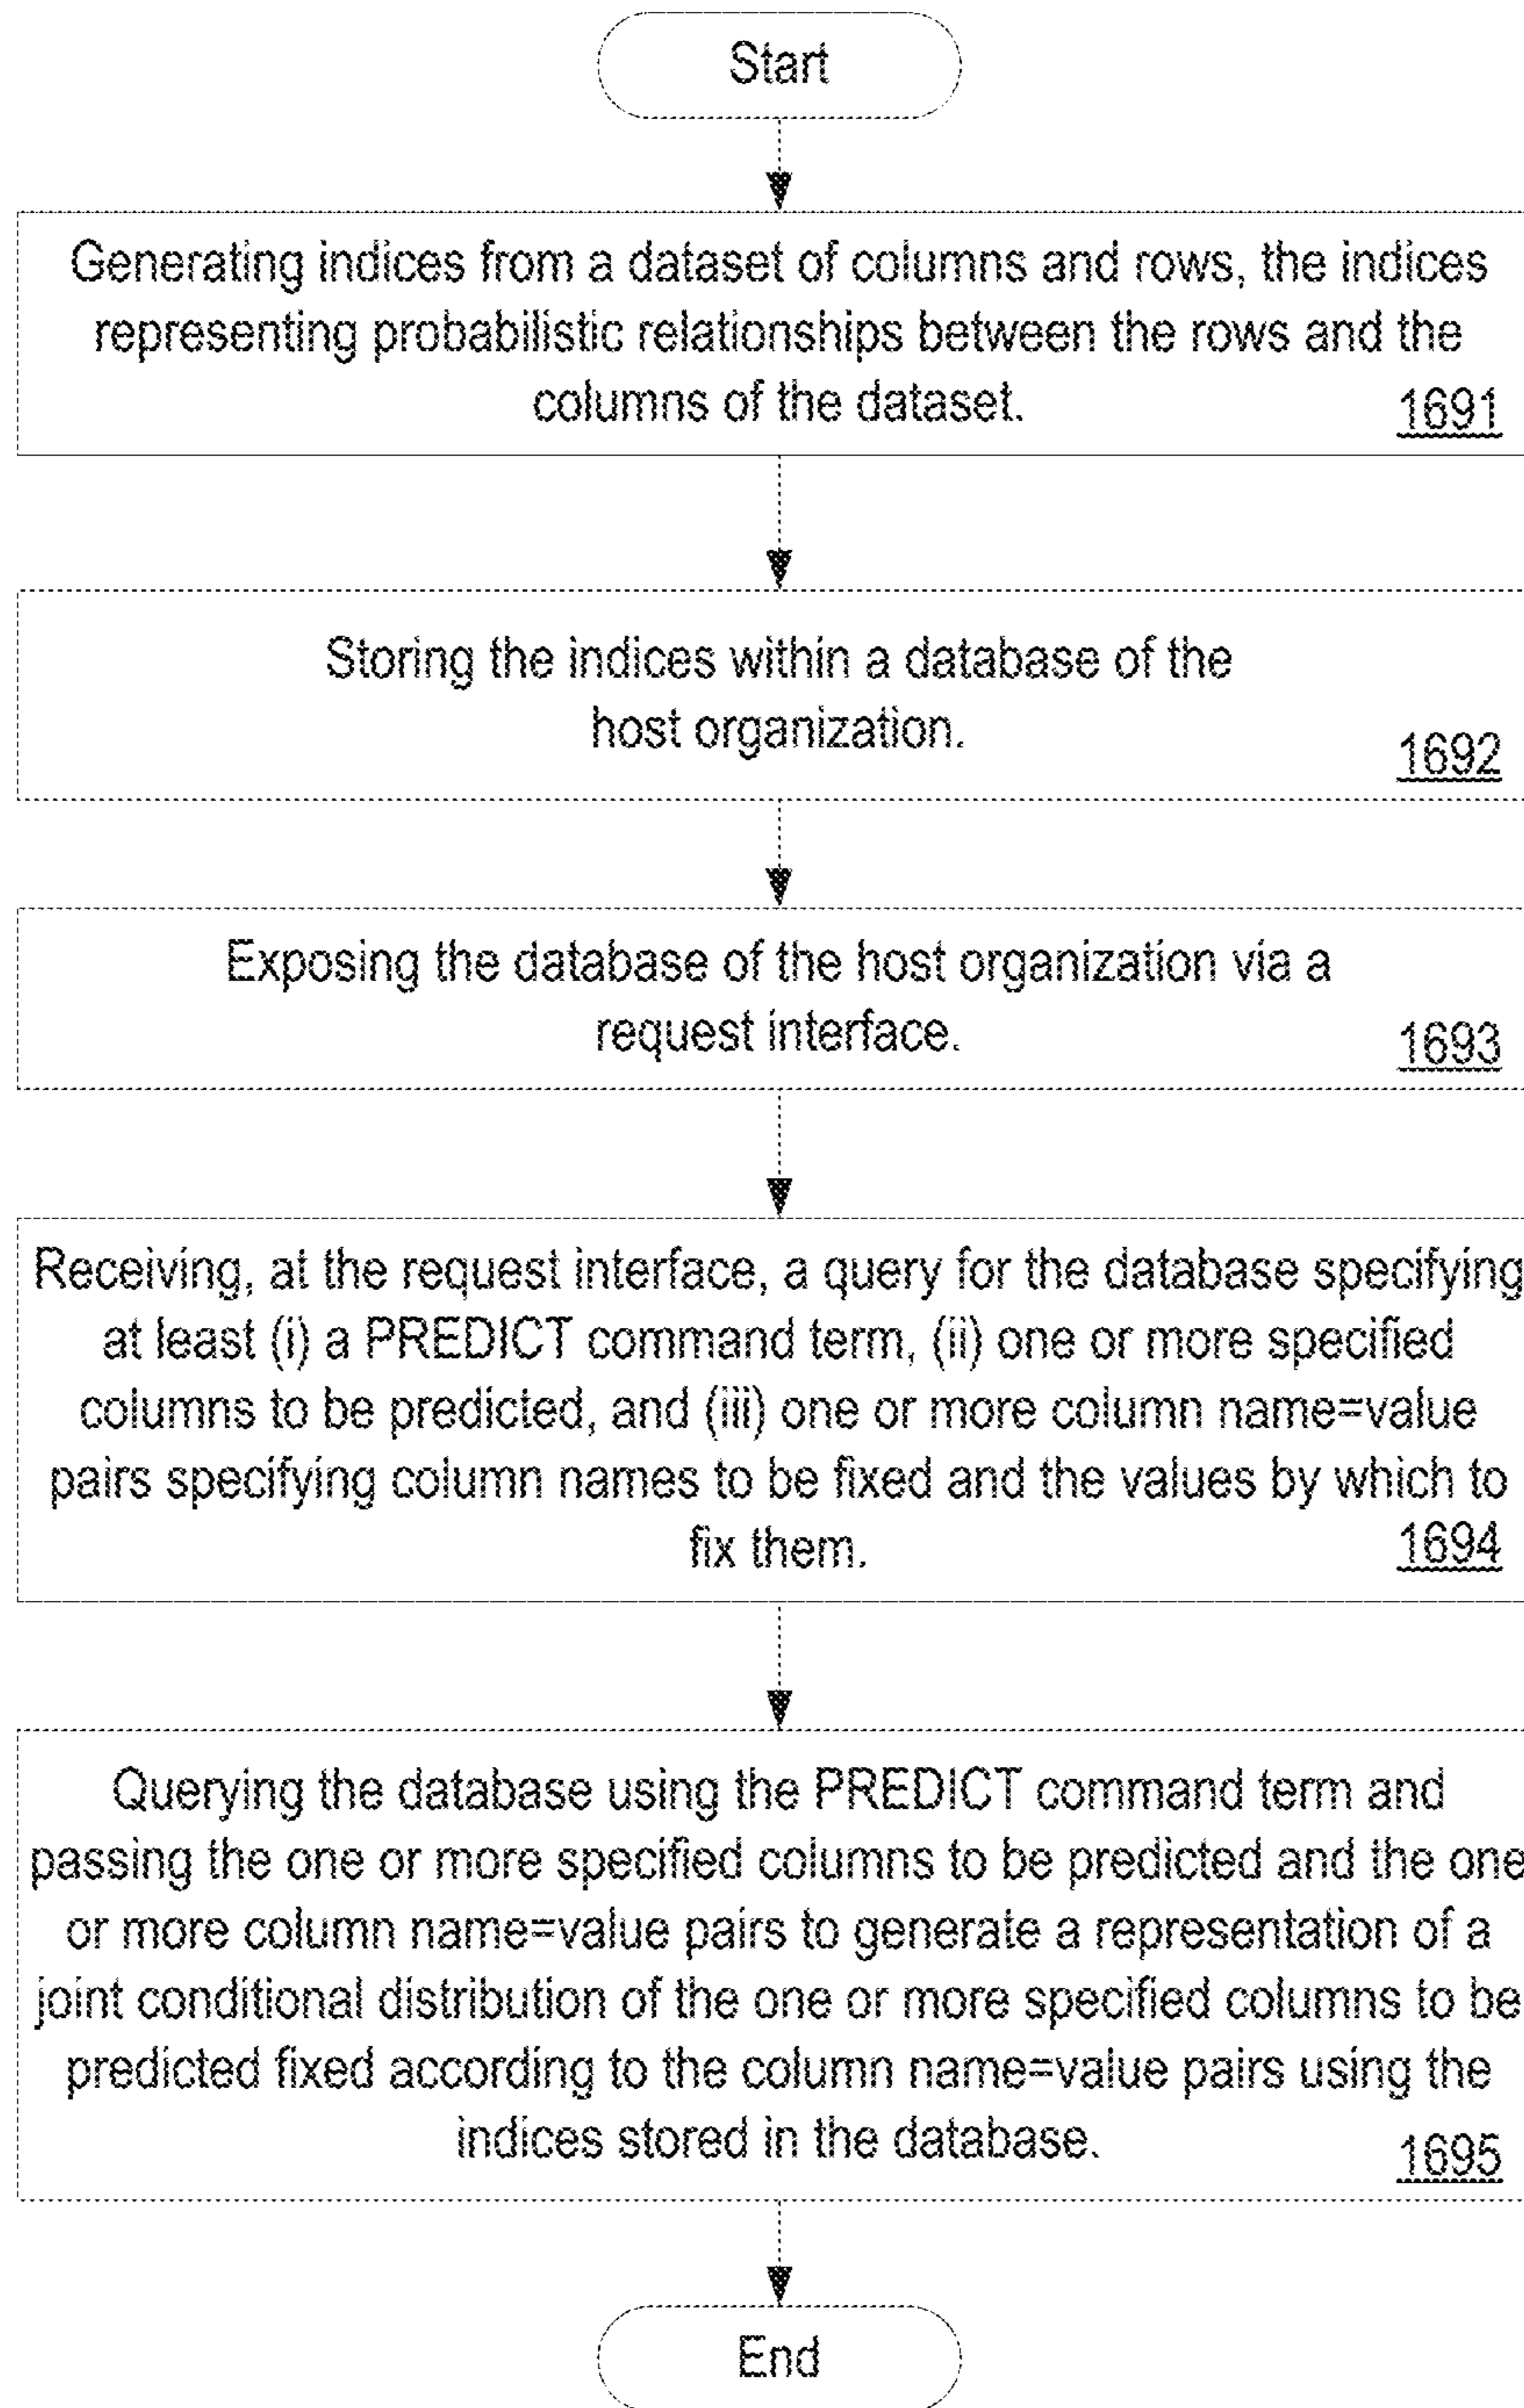 Start
Generating indices from a dataset of columns and rows, the indices
representing probabilistic relationships between the rows and the
columns of the dataset.
1691
Storing the indices within a database of the
host organization.
1692
Exposing the database of the host organization via a
request interface.
1693
Receiving, at the request interface, a query for the database specifying
at least (i) a PREDICT command term, (ii) one or more specified
columns to be predicted, and (iii) one or more column name=value
pairs specifying column names to be fixed and the values by which to
fix them.
1694
Querying the database using the PREDICT command term and
passing the one or more specified columns to be predicted and the one
or more column name=value pairs to generate a representation of a
joint conditional distribution of the one or more specified columns to be
predicted fixed according to the column name=value pairs using the
indices stored in the database.
1695
End